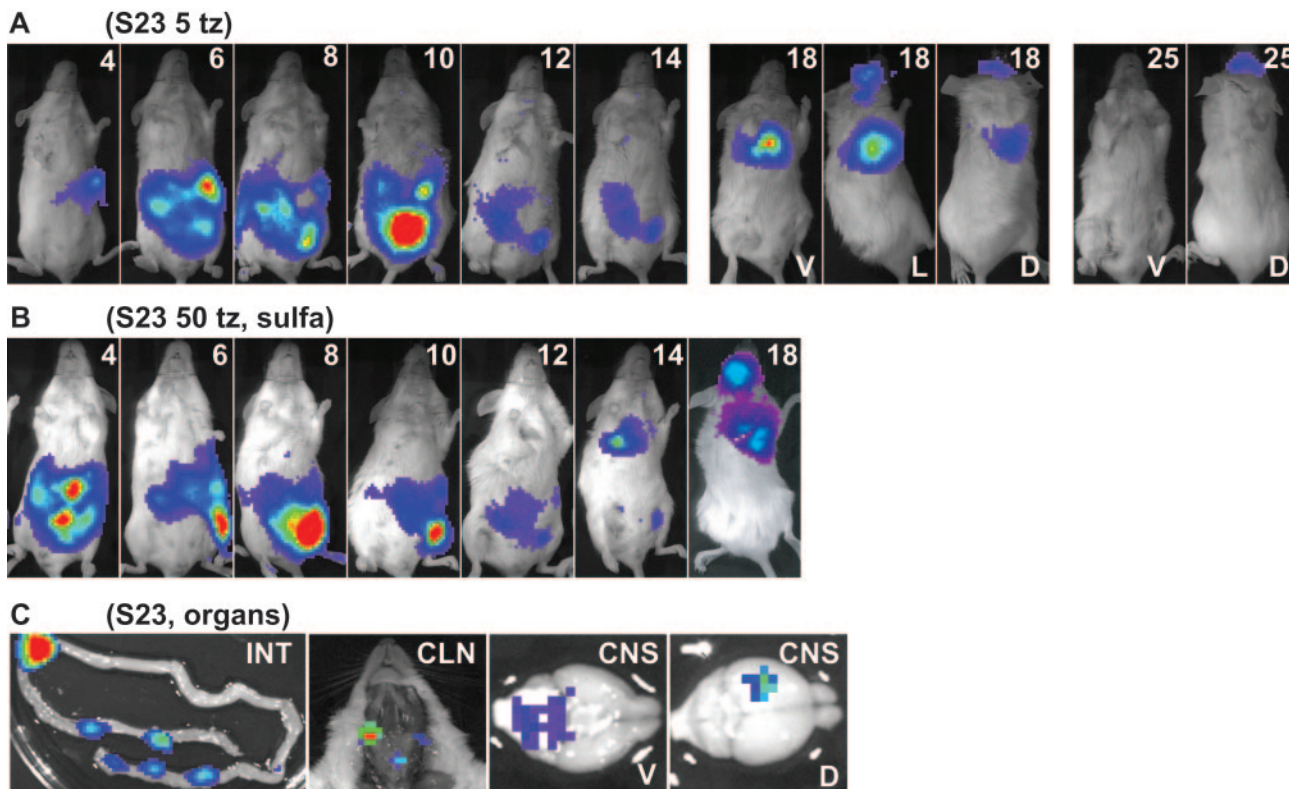 A (S23 5 tz)
4 6 8 10 12 14 18 18 18 25 25
V L D V D
B (S23 50 tz, sulfa)
4 6 8 10 12 14 18
C (S23, organs)
INT CLN CNS CNS
V D